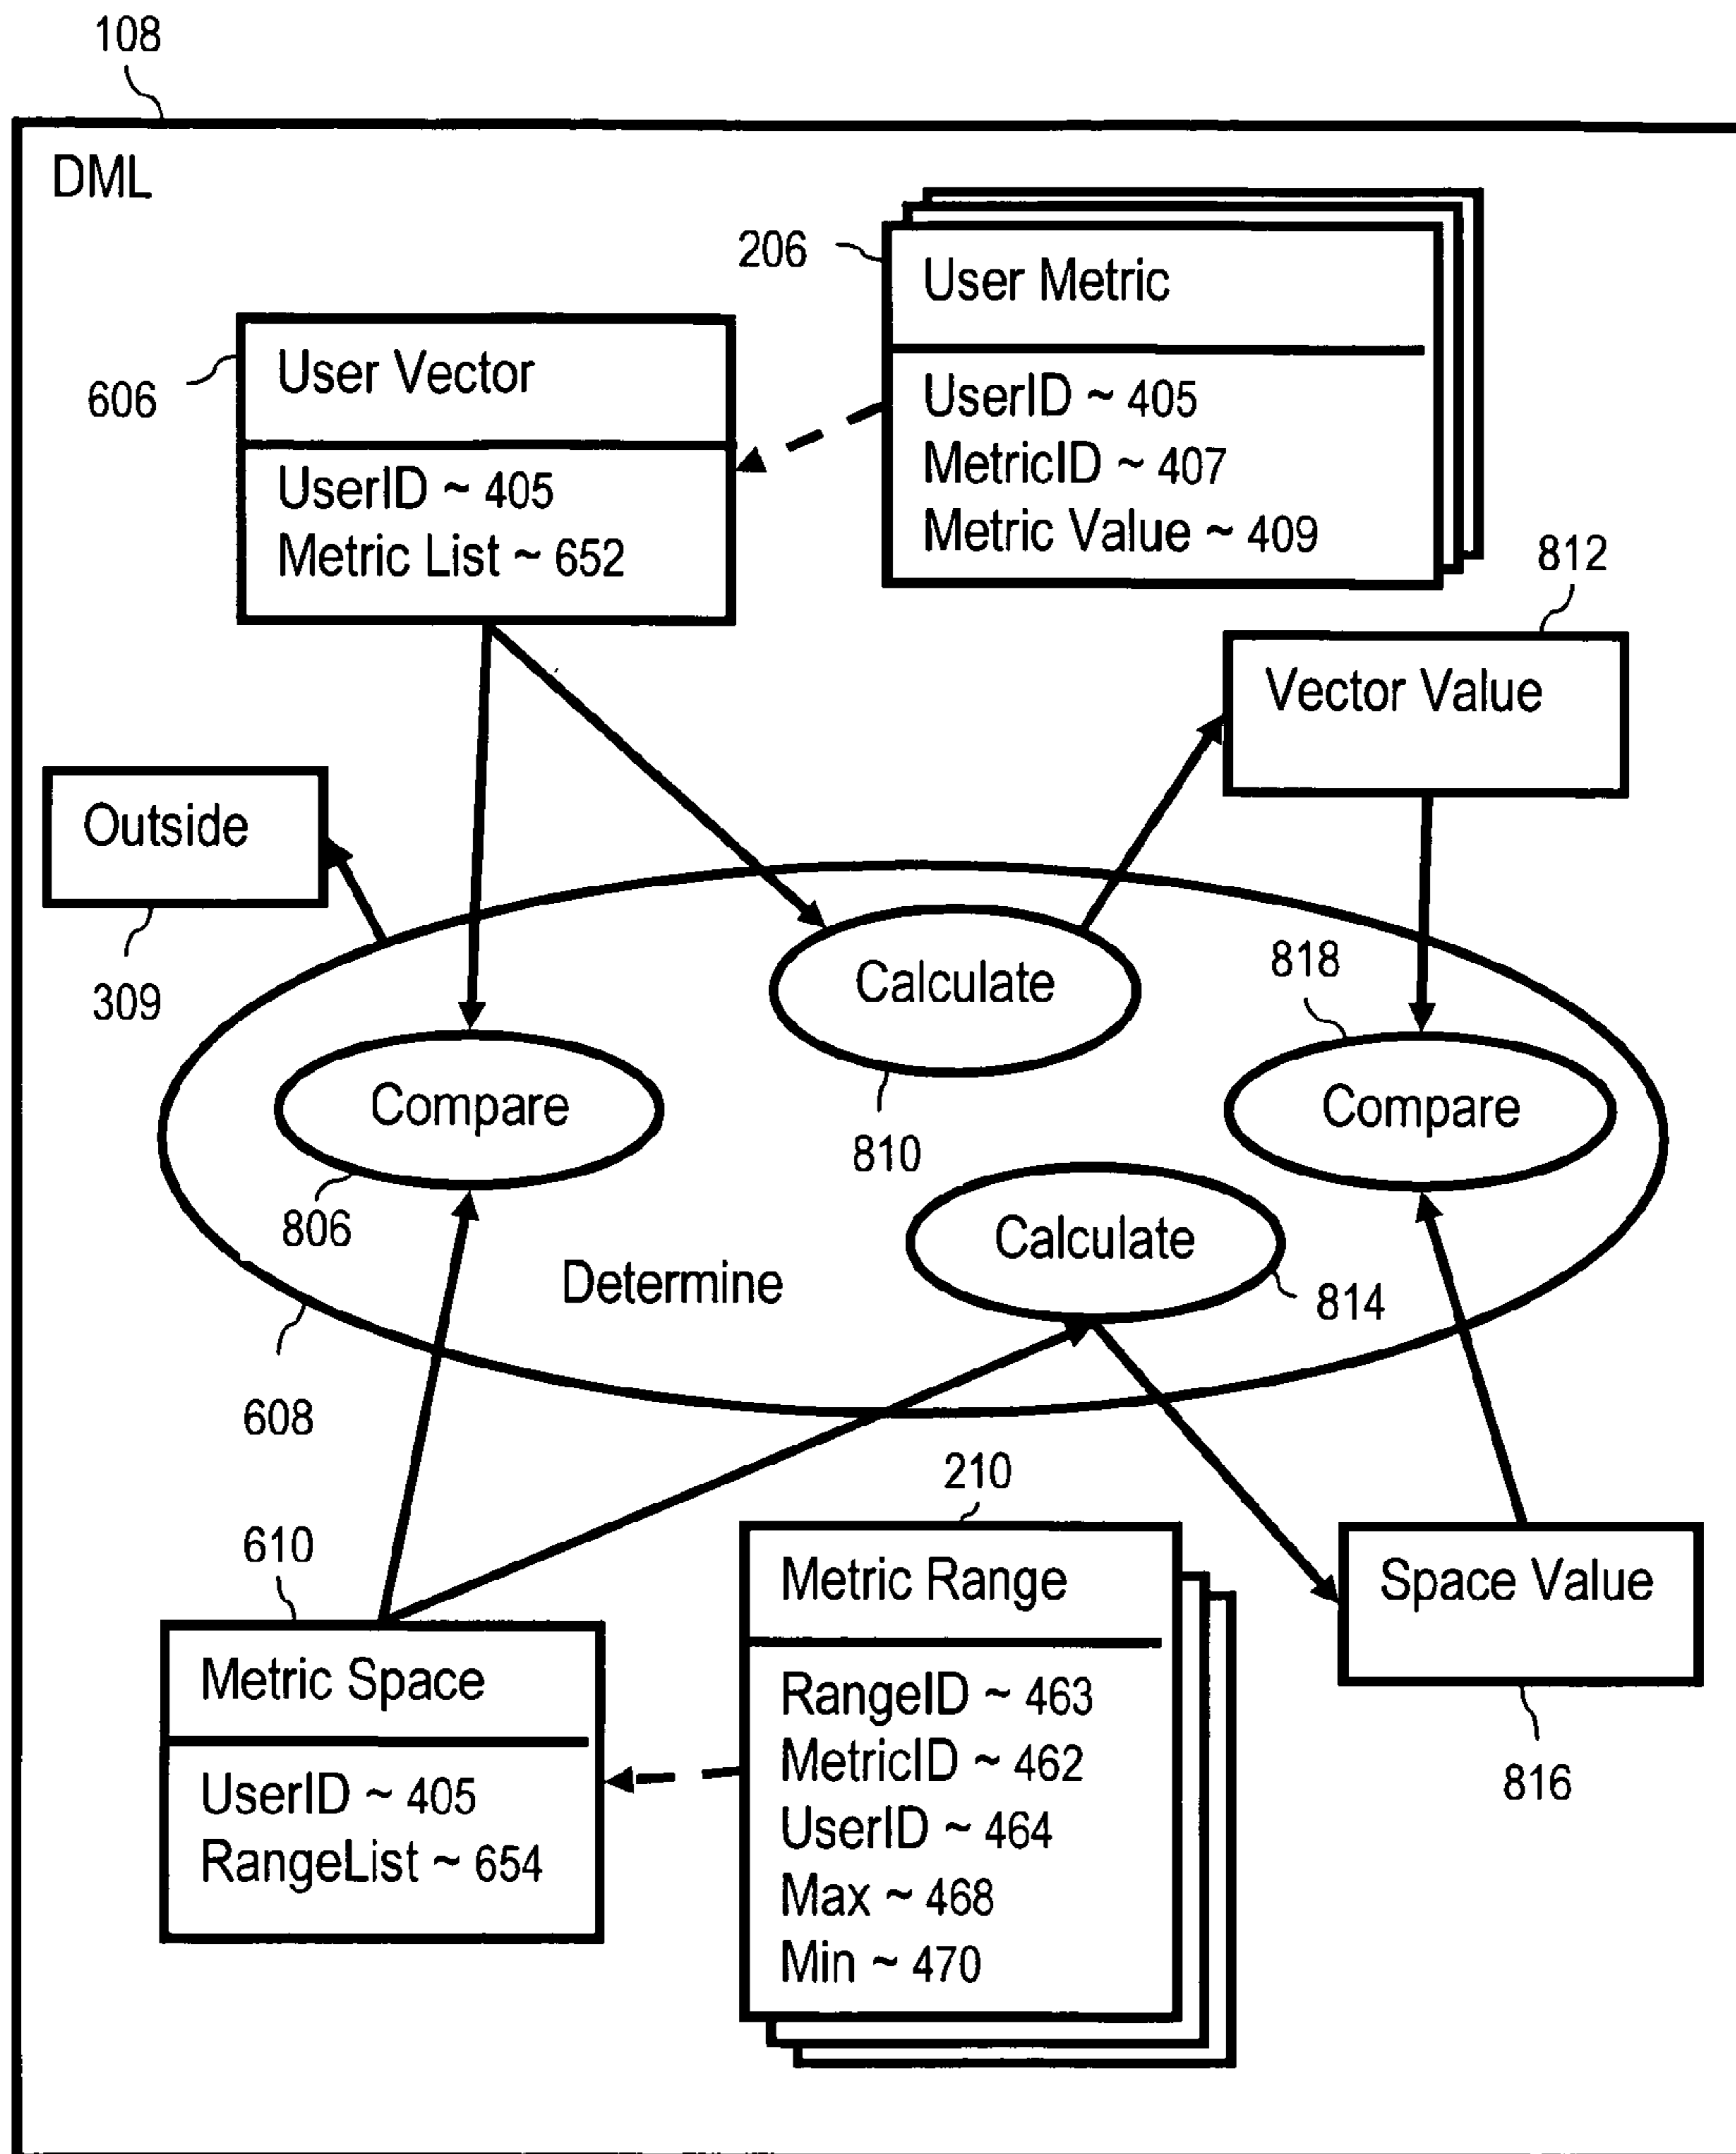 108
DML
206
User Metric
UserID ~ 405
MetricID ~ 407
Metric Value ~ 409
606
User Vector
UserID ~ 405
Metric List ~ 652
812
Vector Value
Outside
309
Calculate
810
818
Compare
Compare
806
Determine
Calculate
814
608
210
Metric Range
RangeID ~ 463
MetricID ~ 462
UserID ~ 464
Max ~ 468
Min ~ 470
610
Metric Space
UserID ~ 405
RangeList ~ 654
Space Value
816